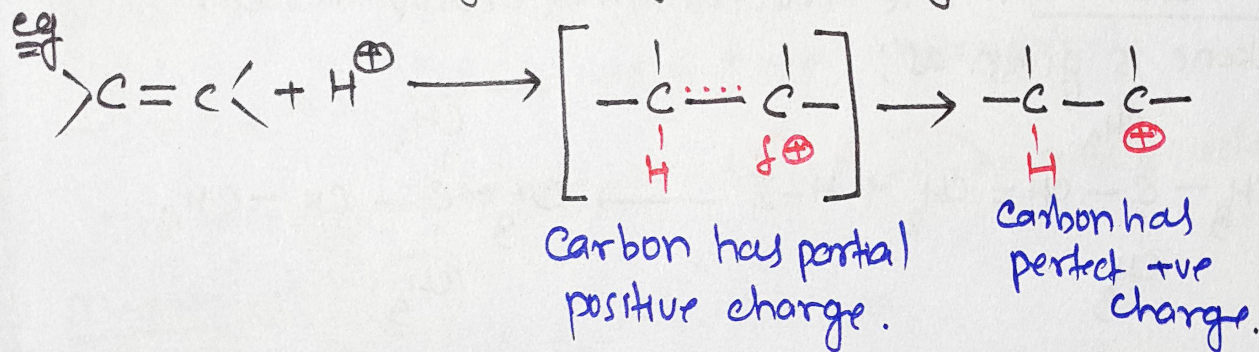 eg
>C=C< + H⊕ ⟶ [ –C⋯–C– ] ⟶ –C–C–
H δ⊕ H ⊕
Carbon has partial
positive charge.
Carbon has
perfect +ve
charge.